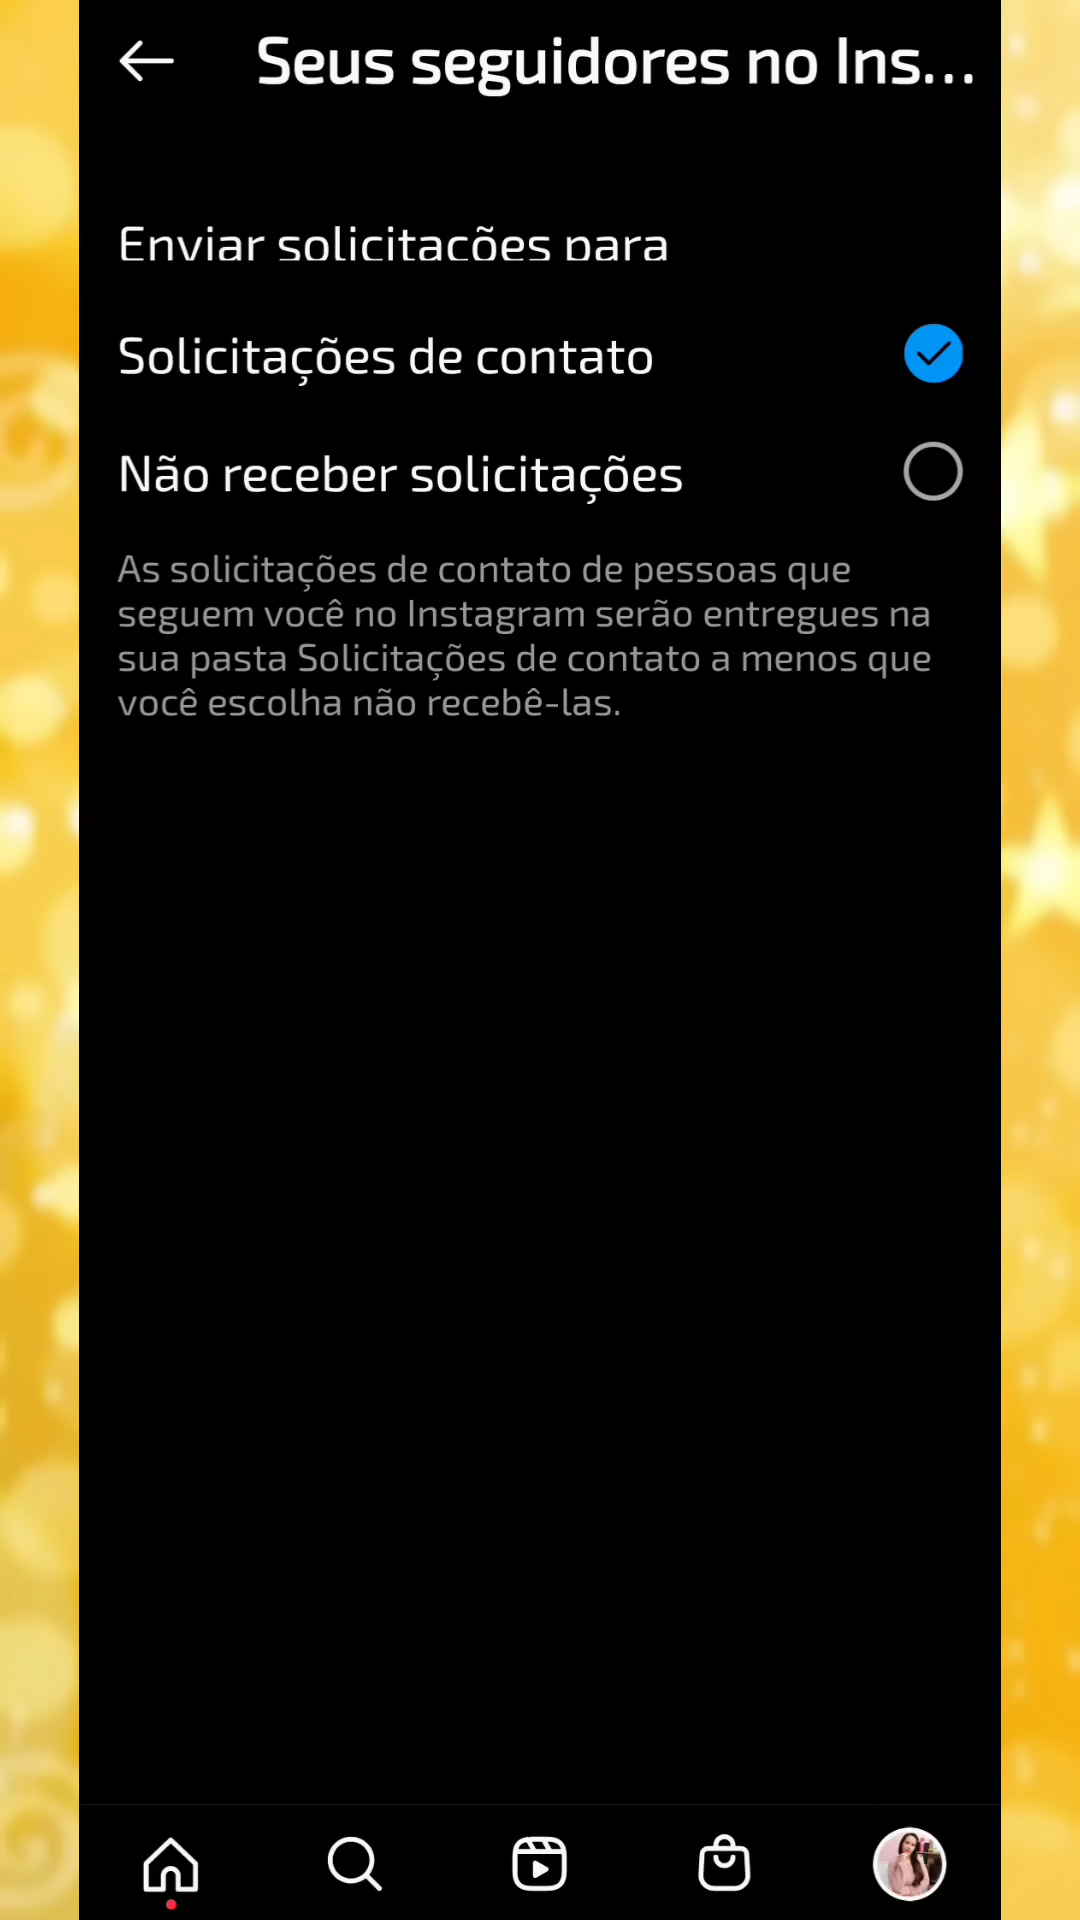 Seus seguidores no Ins...
Enviar solicitações para
Solicitações de contato
Não receber solicitações
As solicitações de contato de pessoas que
seguem você no Instagram serão entregues na
sua pasta Solicitações de contato a menos que
você escolha não recebê-las.